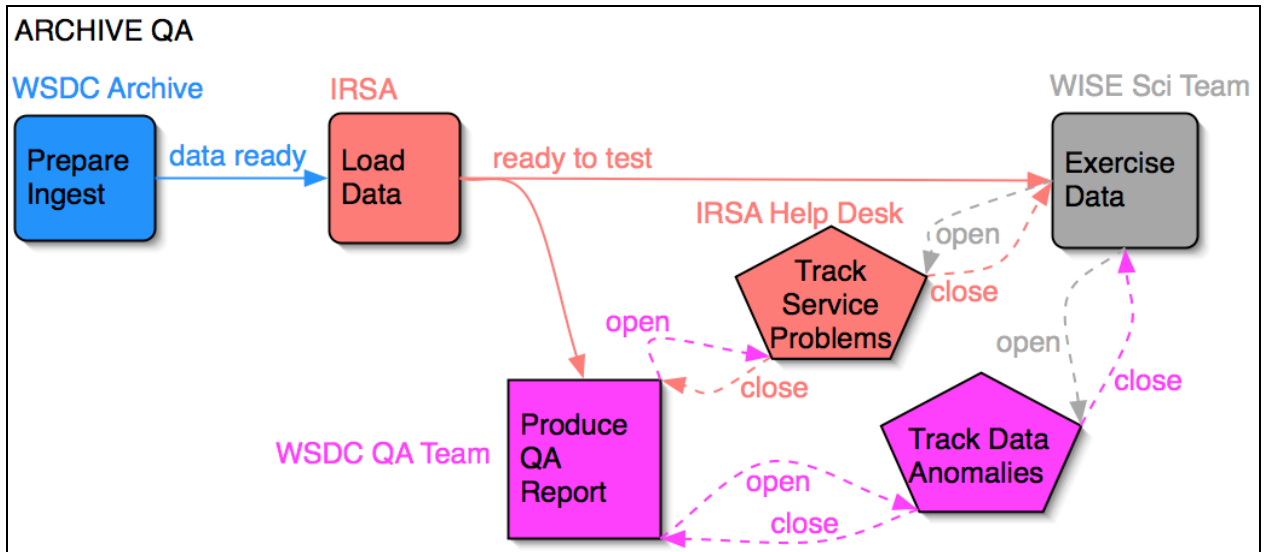 ARCHIVE QA
WSDC Archive
IRSA
WISE Sci Team
Prepare
Ingest
data ready
Load
Data
ready to test
Exercise
Data
IRSA Help Desk
open
close
Track
Service
Problems
open
close
open
close
WSDC QA Team
Produce
QA
Report
Track Data
Anomalies
open
close